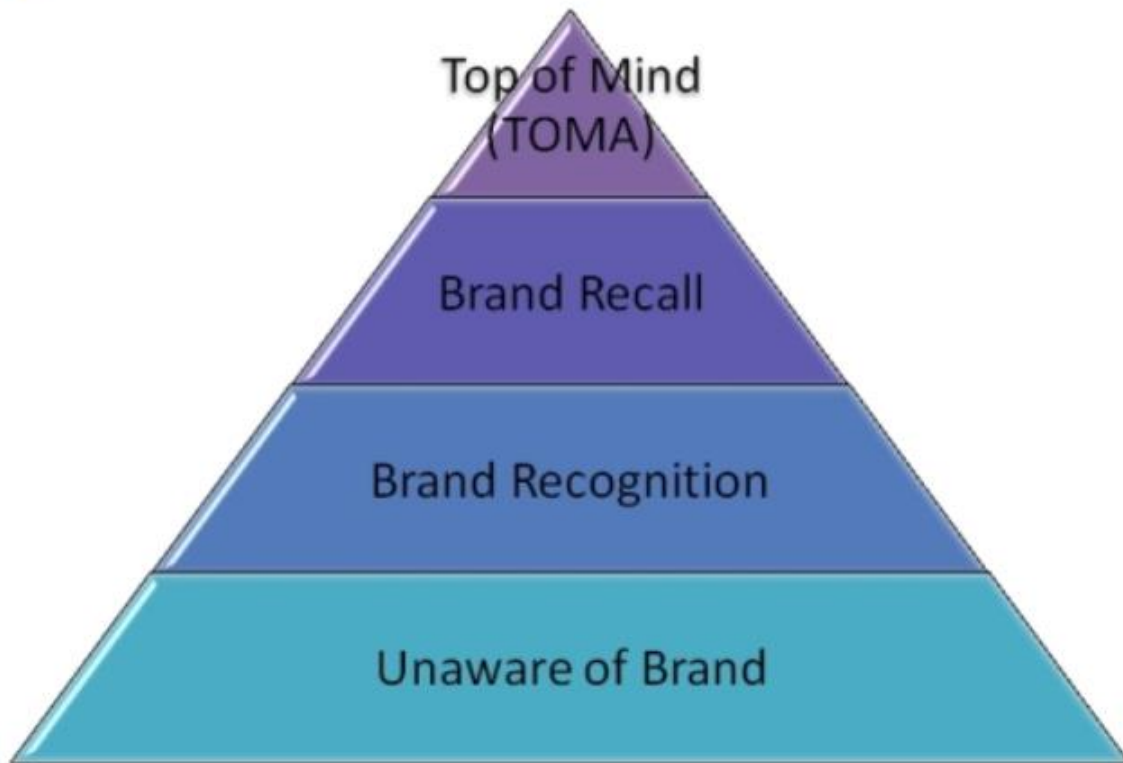 Top of Mind
(TOMA)
Brand Recall
Brand Recognition
Unaware of Brand